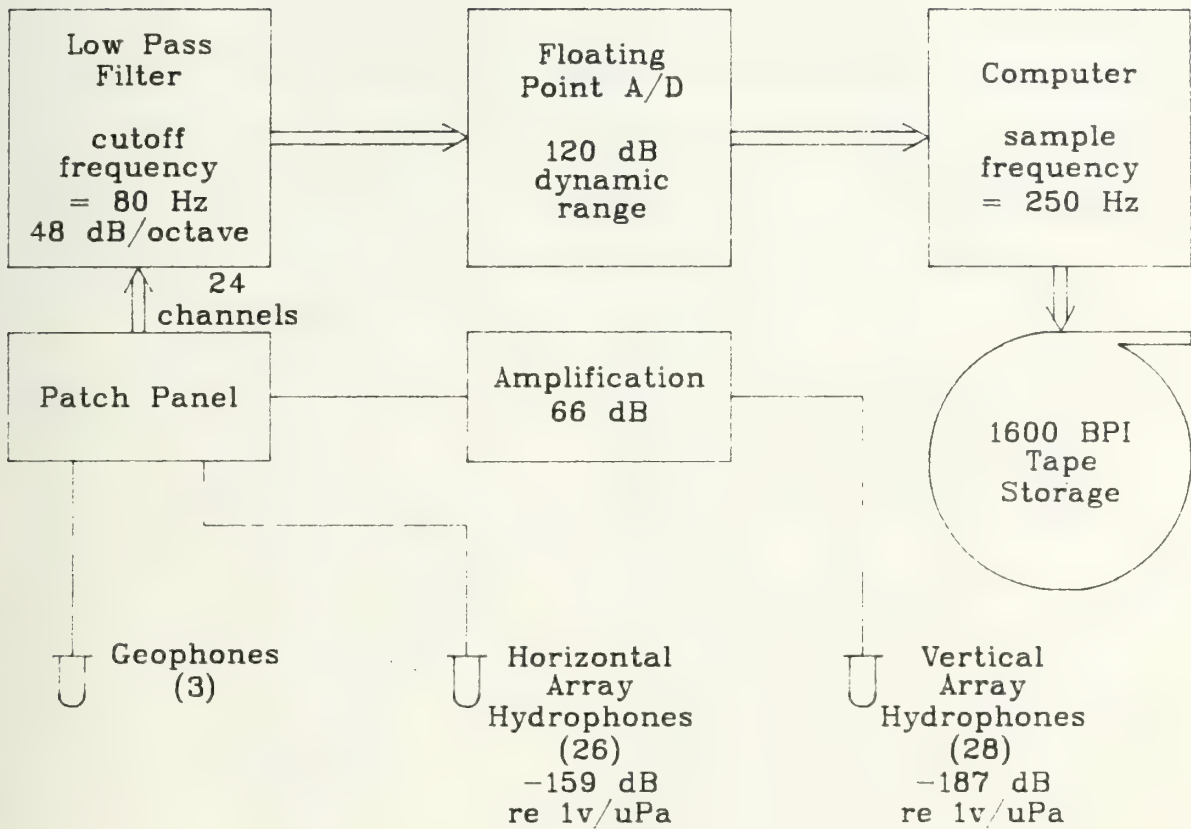 Low Pass
Filter
cutoff
frequency
= 80 Hz
48 dB/octave
Floating
Point A/D
120 dB
dynamic
range
Computer
sample
frequency
= 250 Hz
24
channels
Patch Panel
Amplification
66 dB
1600 BPI
Tape
Storage
Geophones
(3)
Horizontal
Array
Hydrophones
(26)
−159 dB
re 1v/uPa
Vertical
Array
Hydrophones
(28)
−187 dB
re 1v/uPa